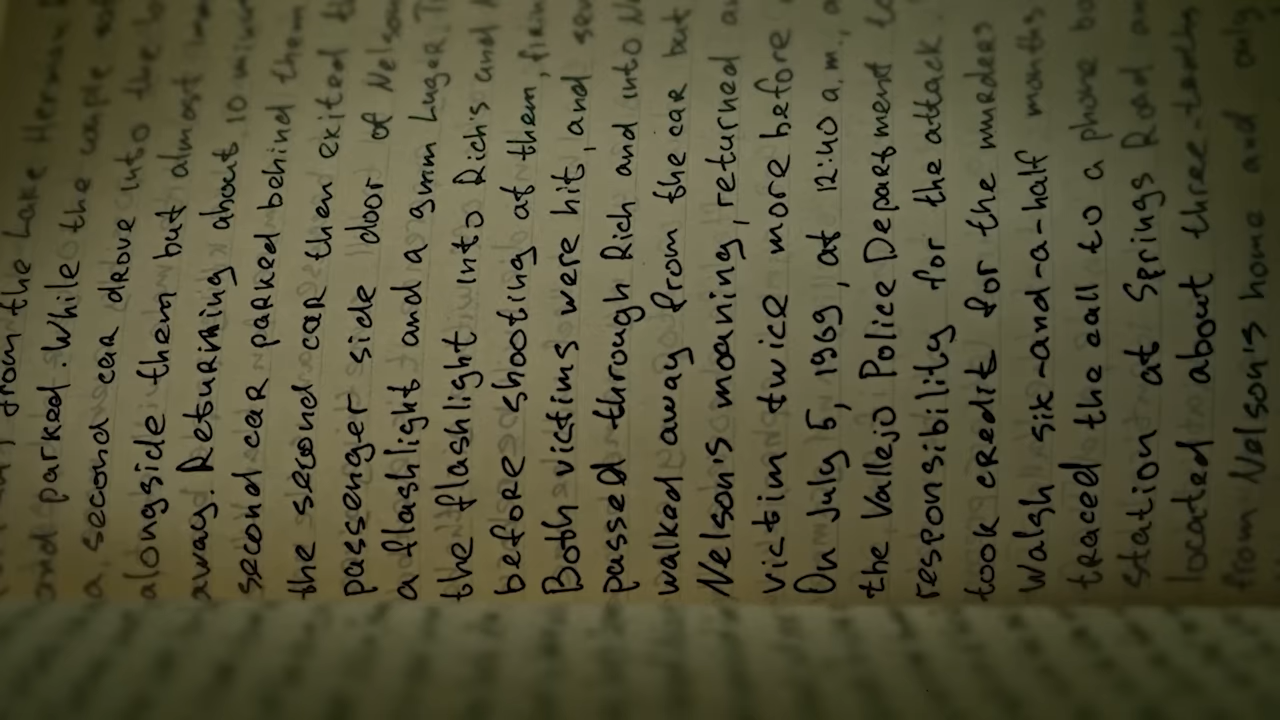 from the Lake Herman
and parked. While the couple
a second car drove into the
alongside them but almost
away. Returning about 10
second car parked behind them
the second car then exited
passenger side door of Nelson
a flashlight and a 9mm Luger.
the flashlight into Rich's and
before shooting at them,
Both victims were hit, and
passed through Rich and into
walked away from the car but
Nelson's moaning, returned
victim twice more before
On July 5, 1969, at 12:40 a.m.,
the Vallejo Police Department
responsibility for the attack.
took credit for the murders
Walsh six-and-a-half months
traced the call to a phone
station at Springs Road
located about three-tenths
from Nelson's home and only